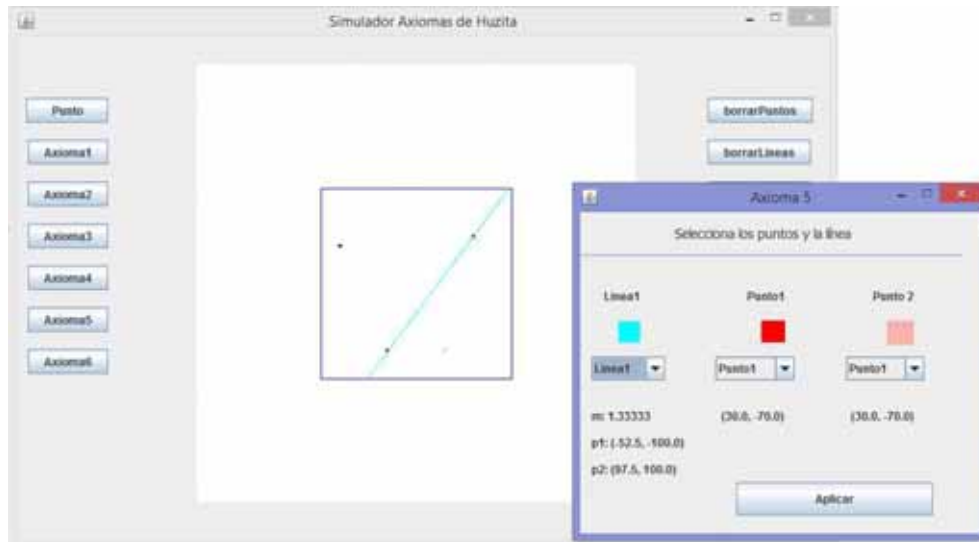 Simulador Axiomas de Huzita
Punto
Axioma1
Axioma2
Axioma3
Axioma4
Axioma5
Axioma6
borrarPuntos
borrarLineas
Axioma 5
Selecciona los puntos y la línea
Linea1
Punto1
Punto 2
Linea1
Punto1
Punto1
m: 1.33333
(30.0, -70.0)
(30.0, -70.0)
p1: (-52.5, -100.0)
p2: (97.5, 100.0)
Aplicar